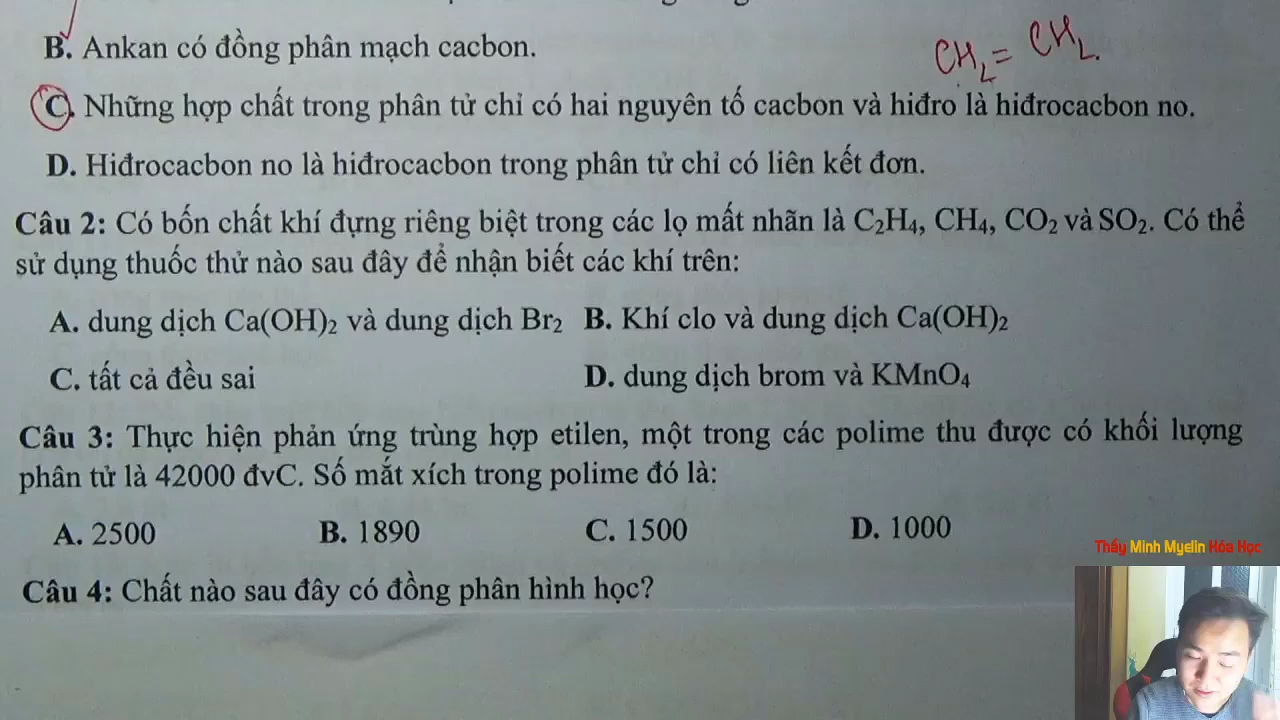 B. Ankan có đồng phân mạch cacbon.
CH2 = CH2
C. Những hợp chất trong phân tử chỉ có hai nguyên tố cacbon và hiđro là hiđrocacbon no.
D. Hiđrocacbon no là hiđrocacbon trong phân tử chỉ có liên kết đơn.
Câu 2: Có bốn chất khí đựng riêng biệt trong các lọ mất nhãn là C₂H₄, CH₄, CO₂ và SO₂. Có thể
sử dụng thuốc thử nào sau đây để nhận biết các khí trên:
A. dung dịch Ca(OH)₂ và dung dịch Br₂ B. Khí clo và dung dịch Ca(OH)₂
C. tất cả đều sai D. dung dịch brom và KMnO₄
Câu 3: Thực hiện phản ứng trùng hợp etilen, một trong các polime thu được có khối lượng
phân tử là 42000 đvC. Số mắt xích trong polime đó là:
A. 2500 B. 1890 C. 1500 D. 1000
Thầy Minh Myelin Hóa Học
Câu 4: Chất nào sau đây có đồng phân hình học?